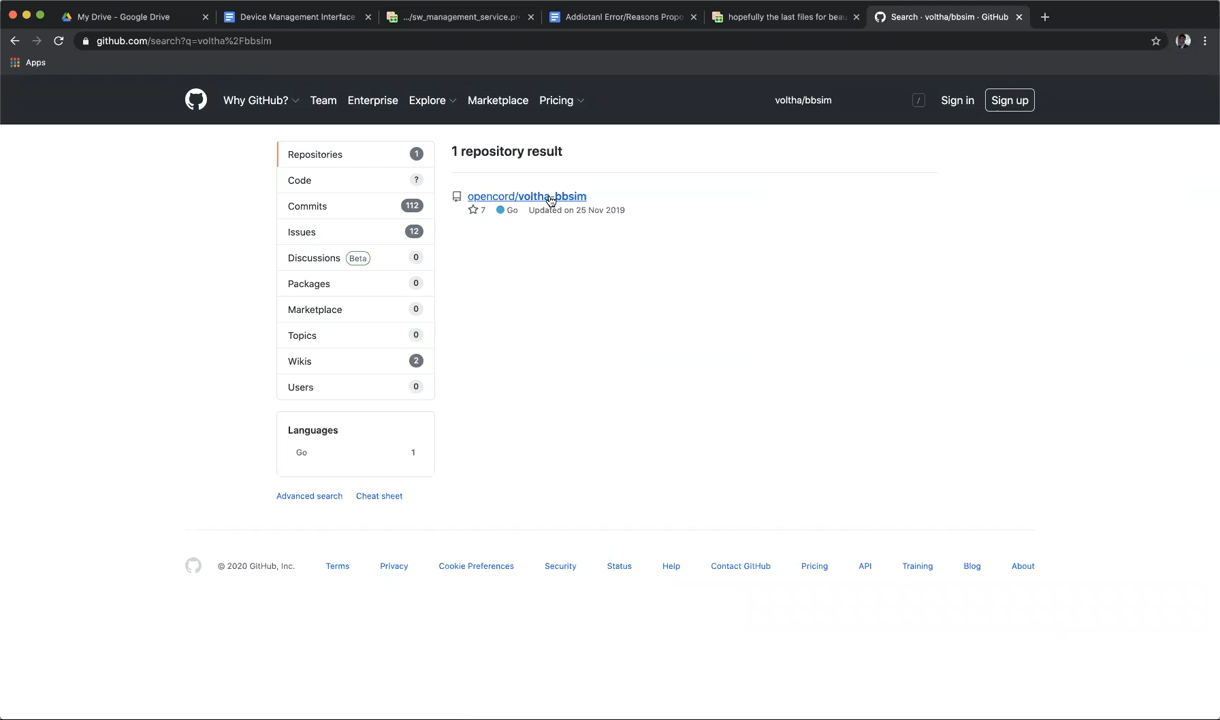 My Drive - Google Drive
Device Management Interface
.../sw_management_service.pr
Addiotanl Error/Reasons Propo
hopefully the last files for beau
Search · voltha/bbsim · GitHub
github.com/search?q=voltha%2Fbbsim
Apps
Why GitHub?
Team
Enterprise
Explore
Marketplace
Pricing
voltha/bbsim
/
Sign in
Sign up
Repositories 1
Code ?
Commits 112
Issues 12
Discussions Beta 0
Packages 0
Marketplace 0
Topics 0
Wikis 2
Users 0
Languages
Go 1
Advanced search Cheat sheet
1 repository result
opencord/voltha-bbsim
7 Go Updated on 25 Nov 2019
© 2020 GitHub, Inc. Terms Privacy Cookie Preferences Security Status Help Contact GitHub Pricing API Training Blog About